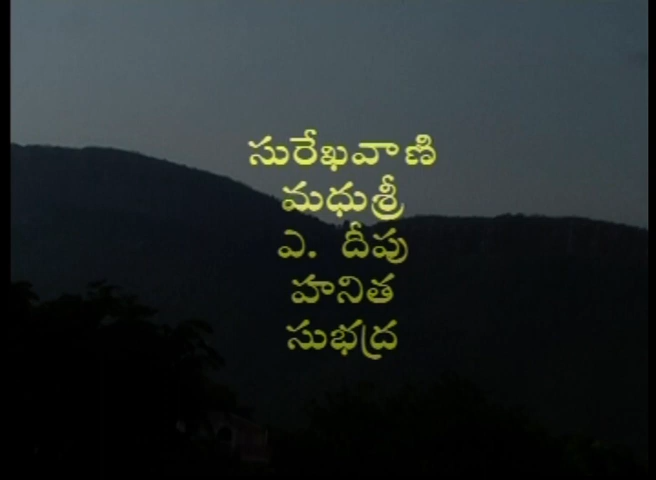 సురేఖవాణి
మధుశ్రీ
ఎ. దీపు
హనిత
సుభద్ర